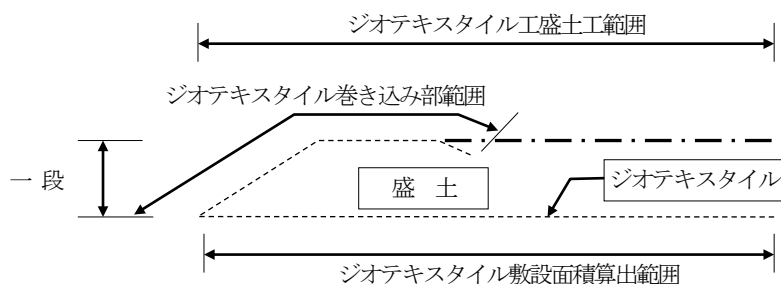 ジオテキスタイル工盛土工範囲
ジオテキスタイル巻き込み部範囲
一 段
盛 土
ジオテキスタイル
ジオテキスタイル敷設面積算出範囲